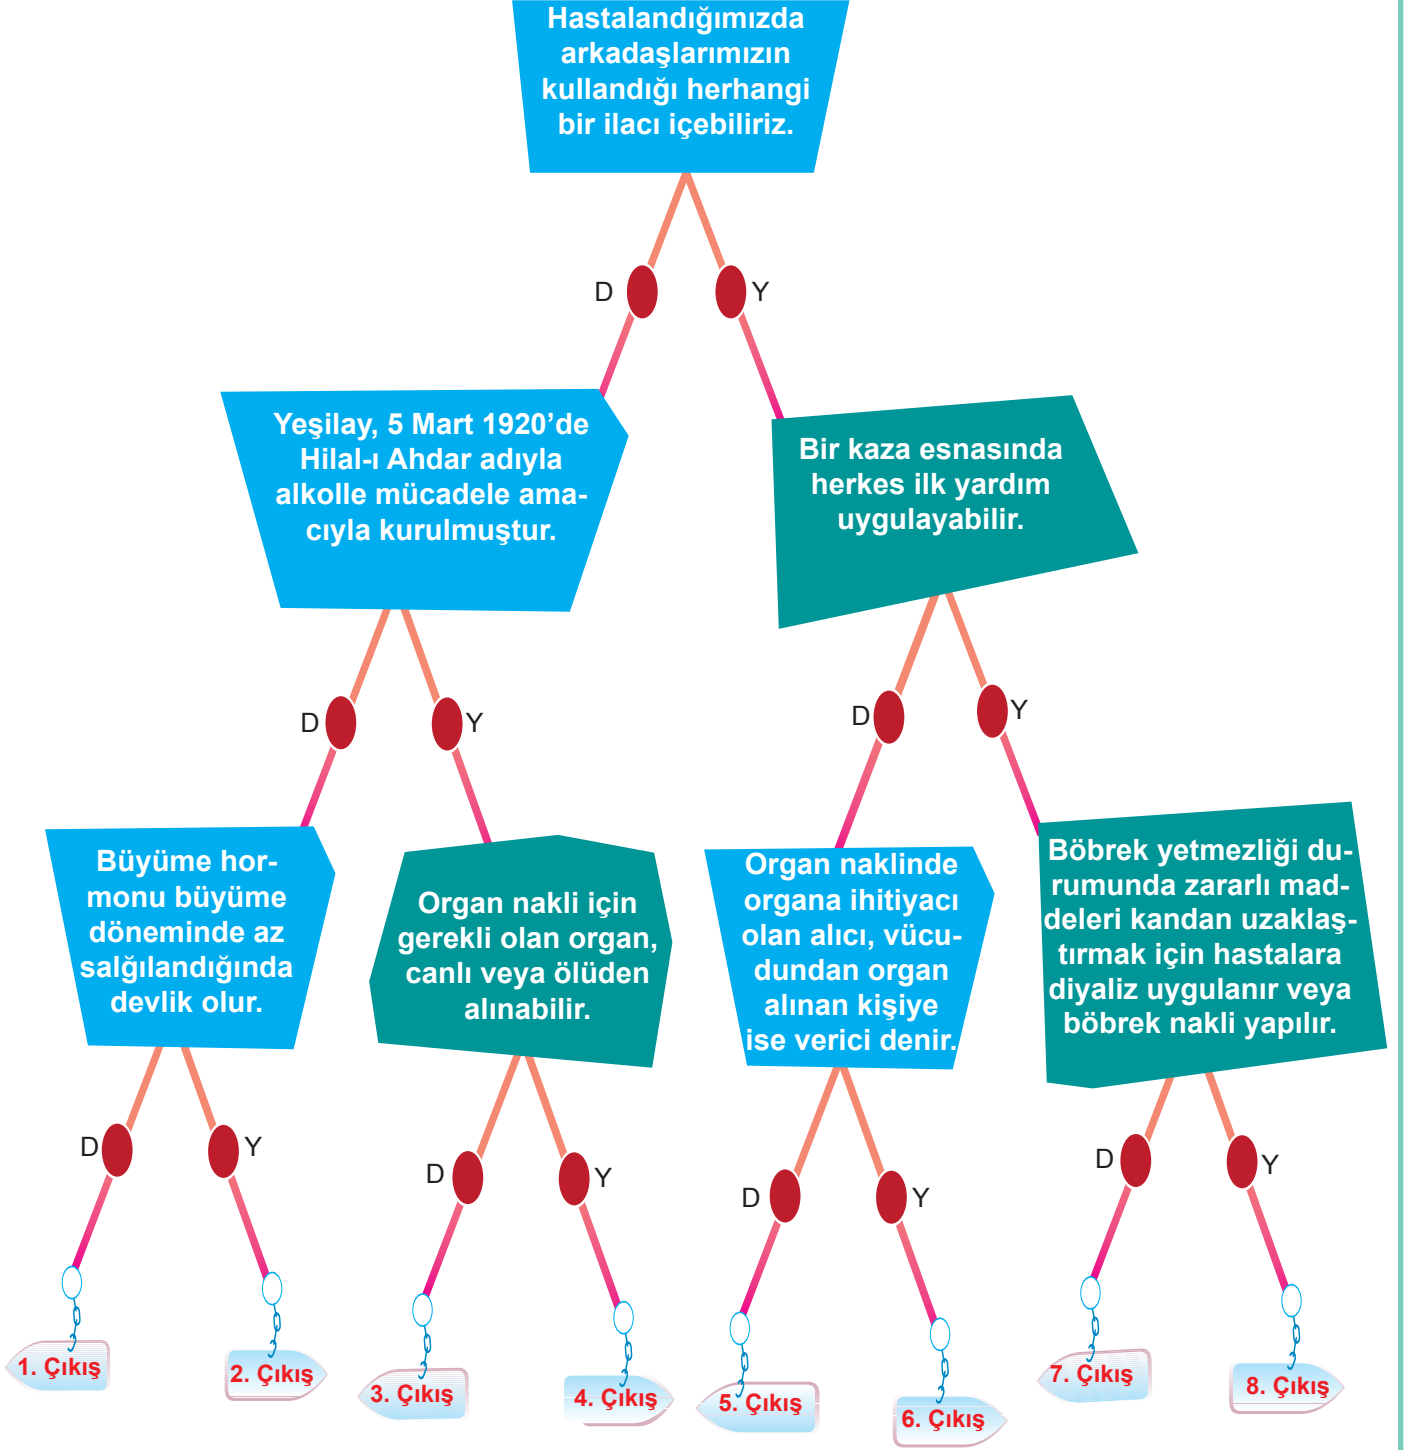 Hastalandığımızda
arkadaşlarımızın
kullandığı herhangi
bir ilacı içebiliriz.
D
Y
Yeşilay, 5 Mart 1920’de
Hilal-ı Ahdar adıyla
alkolle mücadele ama-
cıyla kurulmuştur.
Bir kaza esnasında
herkes ilk yardım
uygulayabilir.
D
Y
D
Y
Büyüme hor-
monu büyüme
döneminde az
salğılandığında
devlik olur.
Organ nakli için
gerekli olan organ,
canlı veya ölüden
alınabilir.
Organ naklinde
organa ihitiyacı
olan alıcı, vücu-
dundan organ
alınan kişiye
ise verici denir.
Böbrek yetmezliği du-
rumunda zararlı mad-
deleri kandan uzaklaş-
tırmak için hastalara
diyaliz uygulanır veya
böbrek nakli yapılır.
D
Y
D
Y
D
Y
D
Y
1. Çıkış
2. Çıkış
3. Çıkış
4. Çıkış
5. Çıkış
6. Çıkış
7. Çıkış
8. Çıkış